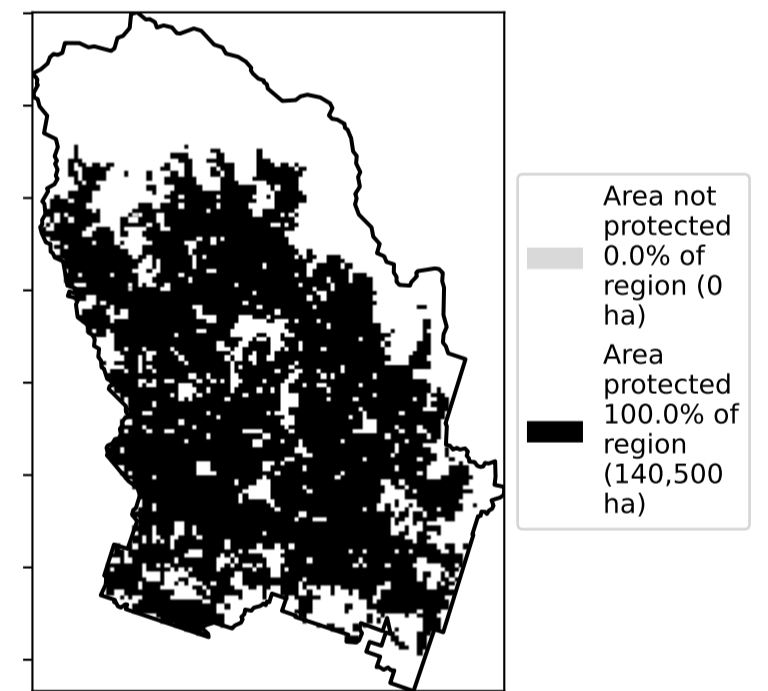 Area not
protected
0.0% of
region (0
ha)
Area
protected
100.0% of
region
(140,500
ha)